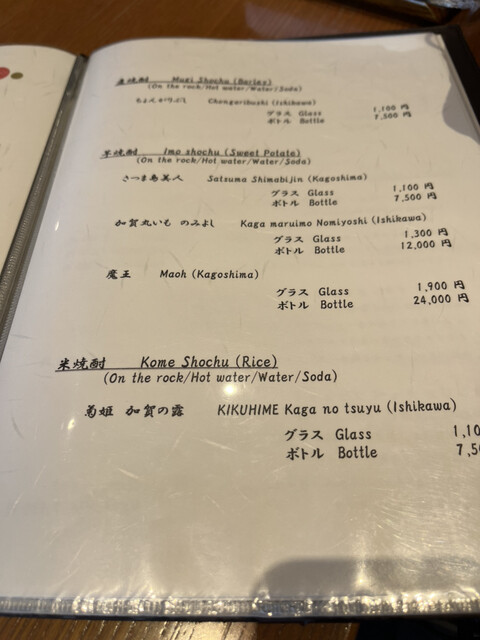 麦焼酎 Mugi Shochu (Barley)
(On the rock/Hot water/Water/Soda)
ちょんがりぶし Chongaribushi (Ishikawa)
グラス Glass 1,100 円
ボトル Bottle 7,500 円
芋焼酎 Imo shochu (Sweet Potato)
(On the rock/Hot water/Water/Soda)
さつま島美人 Satsuma Shimabijin (Kagoshima)
グラス Glass 1,100 円
ボトル Bottle 7,500 円
加賀丸いも のみよし Kaga maruimo Nomiyoshi (Ishikawa)
グラス Glass 1,300 円
ボトル Bottle 12,000 円
魔王 Maoh (Kagoshima)
グラス Glass 1,900 円
ボトル Bottle 24,000 円
米焼酎 Kome Shochu (Rice)
(On the rock/Hot water/Water/Soda)
菊姫 加賀の露 KIKUHIME Kaga no tsuyu (Ishikawa)
グラス Glass 1,10
ボトル Bottle 7,5